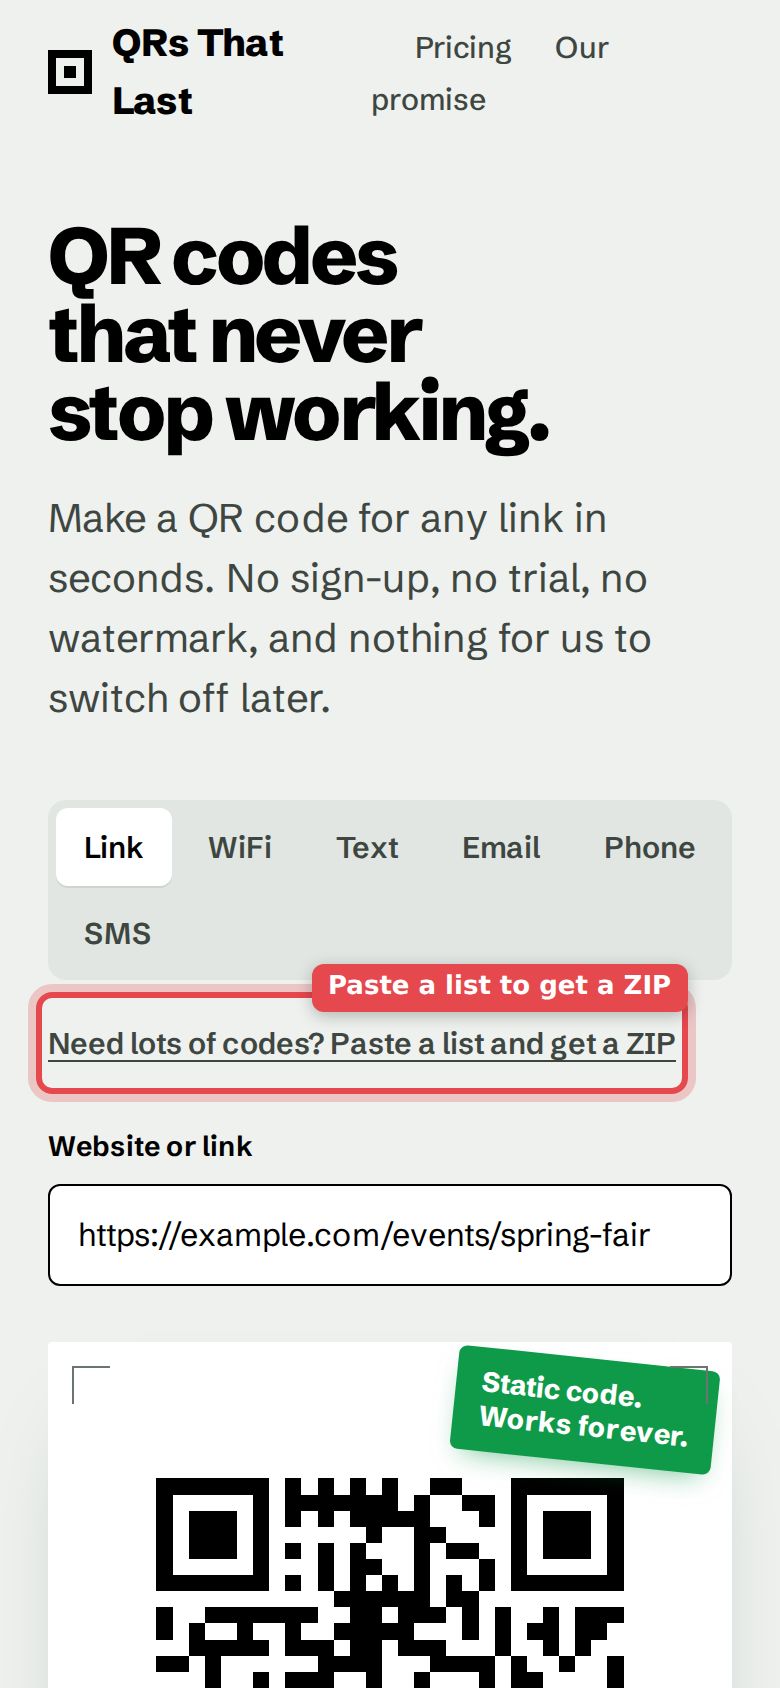 QRs That
Last
Pricing Our
promise
QR codes
that never
stop working.
Make a QR code for any link in
seconds. No sign-up, no trial, no
watermark, and nothing for us to
switch off later.
Link WiFi Text Email Phone
SMS
Paste a list to get a ZIP
Need lots of codes? Paste a list and get a ZIP
Website or link
https://example.com/events/spring-fair
Static code.
Works forever.